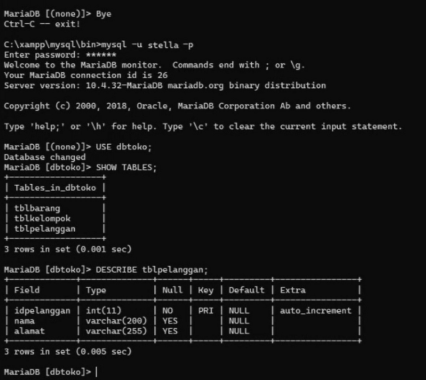 MariaDB [(none)]> Bye
Ctrl-C -- exit!
C:\xampp\mysql\bin>mysql -u stella -p
Enter password: ******
Welcome to the MariaDB monitor.  Commands end with ; or \g.
Your MariaDB connection id is 26
Server version: 10.4.32-MariaDB mariadb.org binary distribution
Copyright (c) 2000, 2018, Oracle, MariaDB Corporation Ab and others.
Type 'help;' or '\h' for help. Type '\c' to clear the current input statement.
MariaDB [(none)]> USE dbtoko;
Database changed
MariaDB [dbtoko]> SHOW TABLES;
+------------------+
| Tables_in_dbtoko |
+------------------+
| tblbarang        |
| tblkelompok      |
| tblpelanggan     |
+------------------+
3 rows in set (0.001 sec)
MariaDB [dbtoko]> DESCRIBE tblpelanggan;
+-------------+--------------+------+-----+---------+----------------+
| Field       | Type         | Null | Key | Default | Extra          |
+-------------+--------------+------+-----+---------+----------------+
| idpelanggan | int(11)      | NO   | PRI | NULL    | auto_increment |
| nama        | varchar(200) | YES  |     | NULL    |                |
| alamat      | varchar(255) | YES  |     | NULL    |                |
+-------------+--------------+------+-----+---------+----------------+
3 rows in set (0.005 sec)
MariaDB [dbtoko]>